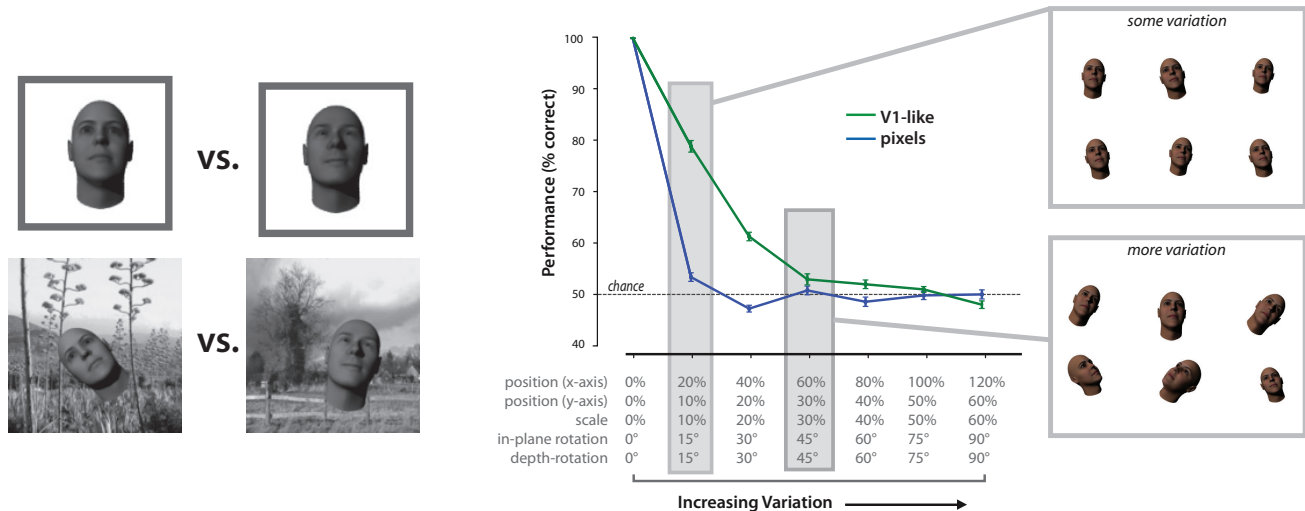 vs.
vs.
Performance (% correct)
100
90
80
70
60
50
40
chance
V1-like
pixels
position (x-axis) 0% 20% 40% 60% 80% 100% 120%
position (y-axis) 0% 10% 20% 30% 40% 50% 60%
scale 0% 10% 20% 30% 40% 50% 60%
in-plane rotation 0° 15° 30° 45° 60° 75° 90°
depth-rotation 0° 15° 30° 45° 60° 75° 90°
Increasing Variation
some variation
more variation